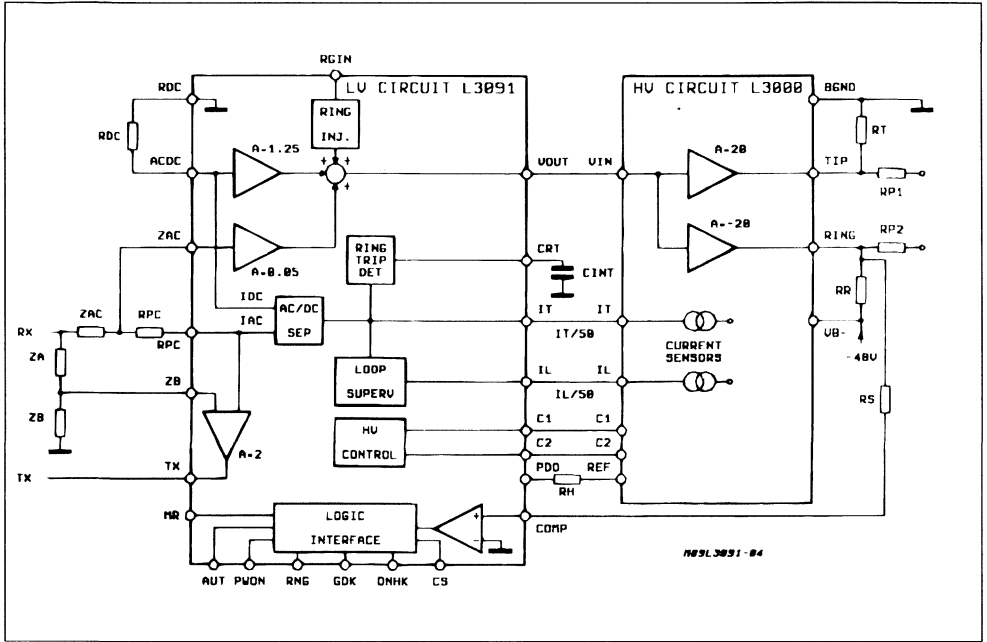 RGIN
RDC
LV CIRCUIT L3091
HV CIRCUIT L3000
BGND
RING
INJ.
RDC
RT
ACDC
A=1.25
VOUT
VIN
A=20
TIP
RP1
ZAC
A=0.05
RING
TRIP
DET
CRT
CINT
A=-20
RING
RP2
RR
IDC
IAC
AC/DC
SEP
IT
IT
IT/50
RX
ZAC
RPC
RPC
CURRENT
SENSORS
VB-
-48V
ZA
ZB
LOOP
SUPERV
IL
IL
IL/50
RS
ZB
A=2
HV
CONTROL
C1
C1
C2
C2
TX
TX
PDO
REF
RH
MR
LOGIC
INTERFACE
+
-
COMP
M09L3091-04
AUT PWON RNG GDK ONHK CS
+
+
+